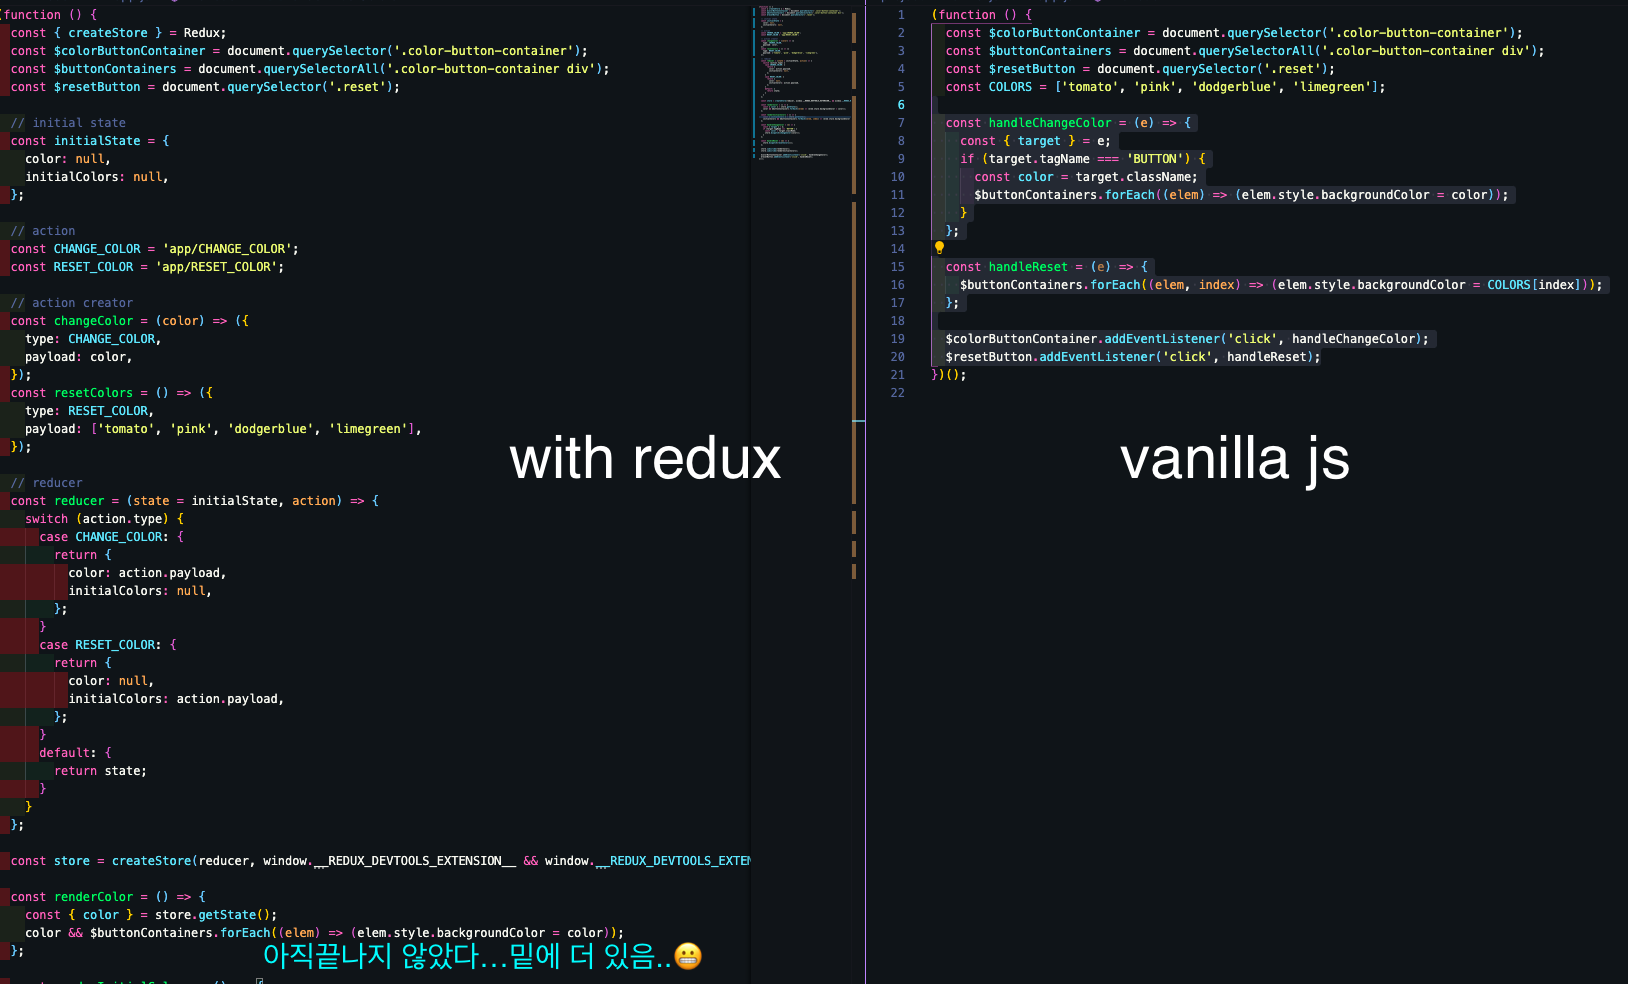 (function () {
const { createStore } = Redux;
const $colorButtonContainer = document.querySelector('.color-button-container');
const $buttonContainers = document.querySelectorAll('.color-button-container div');
const $resetButton = document.querySelector('.reset');
// initial state
const initialState = {
color: null,
initialColors: null,
};
// action
const CHANGE_COLOR = 'app/CHANGE_COLOR';
const RESET_COLOR = 'app/RESET_COLOR';
// action creator
const changeColor = (color) => ({
type: CHANGE_COLOR,
payload: color,
});
const resetColors = () => ({
type: RESET_COLOR,
payload: ['tomato', 'pink', 'dodgerblue', 'limegreen'],
});
// reducer
const reducer = (state = initialState, action) => {
switch (action.type) {
case CHANGE_COLOR: {
return {
color: action.payload,
initialColors: null,
};
}
case RESET_COLOR: {
return {
color: null,
initialColors: action.payload,
};
}
default: {
return state;
}
}
};
const store = createStore(reducer, window.__REDUX_DEVTOOLS_EXTENSION__ && window.__REDUX_DEVTOOLS_EXTEN
const renderColor = () => {
const { color } = store.getState();
color && $buttonContainers.forEach((elem) => (elem.style.backgroundColor = color));
};
with redux
아직끝나지 않았다...밑에 더 있음..😬
1 (function () {
2 const $colorButtonContainer = document.querySelector('.color-button-container');
3 const $buttonContainers = document.querySelectorAll('.color-button-container div');
4 const $resetButton = document.querySelector('.reset');
5 const COLORS = ['tomato', 'pink', 'dodgerblue', 'limegreen'];
6
7 const handleChangeColor = (e) => {
8 const { target } = e;
9 if (target.tagName === 'BUTTON') {
10 const color = target.className;
11 $buttonContainers.forEach((elem) => (elem.style.backgroundColor = color));
12 }
13 };
14
15 const handleReset = (e) => {
16 $buttonContainers.forEach((elem, index) => (elem.style.backgroundColor = COLORS[index]));
17 };
18
19 $colorButtonContainer.addEventListener('click', handleChangeColor);
20 $resetButton.addEventListener('click', handleReset);
21 })();
22
vanilla js